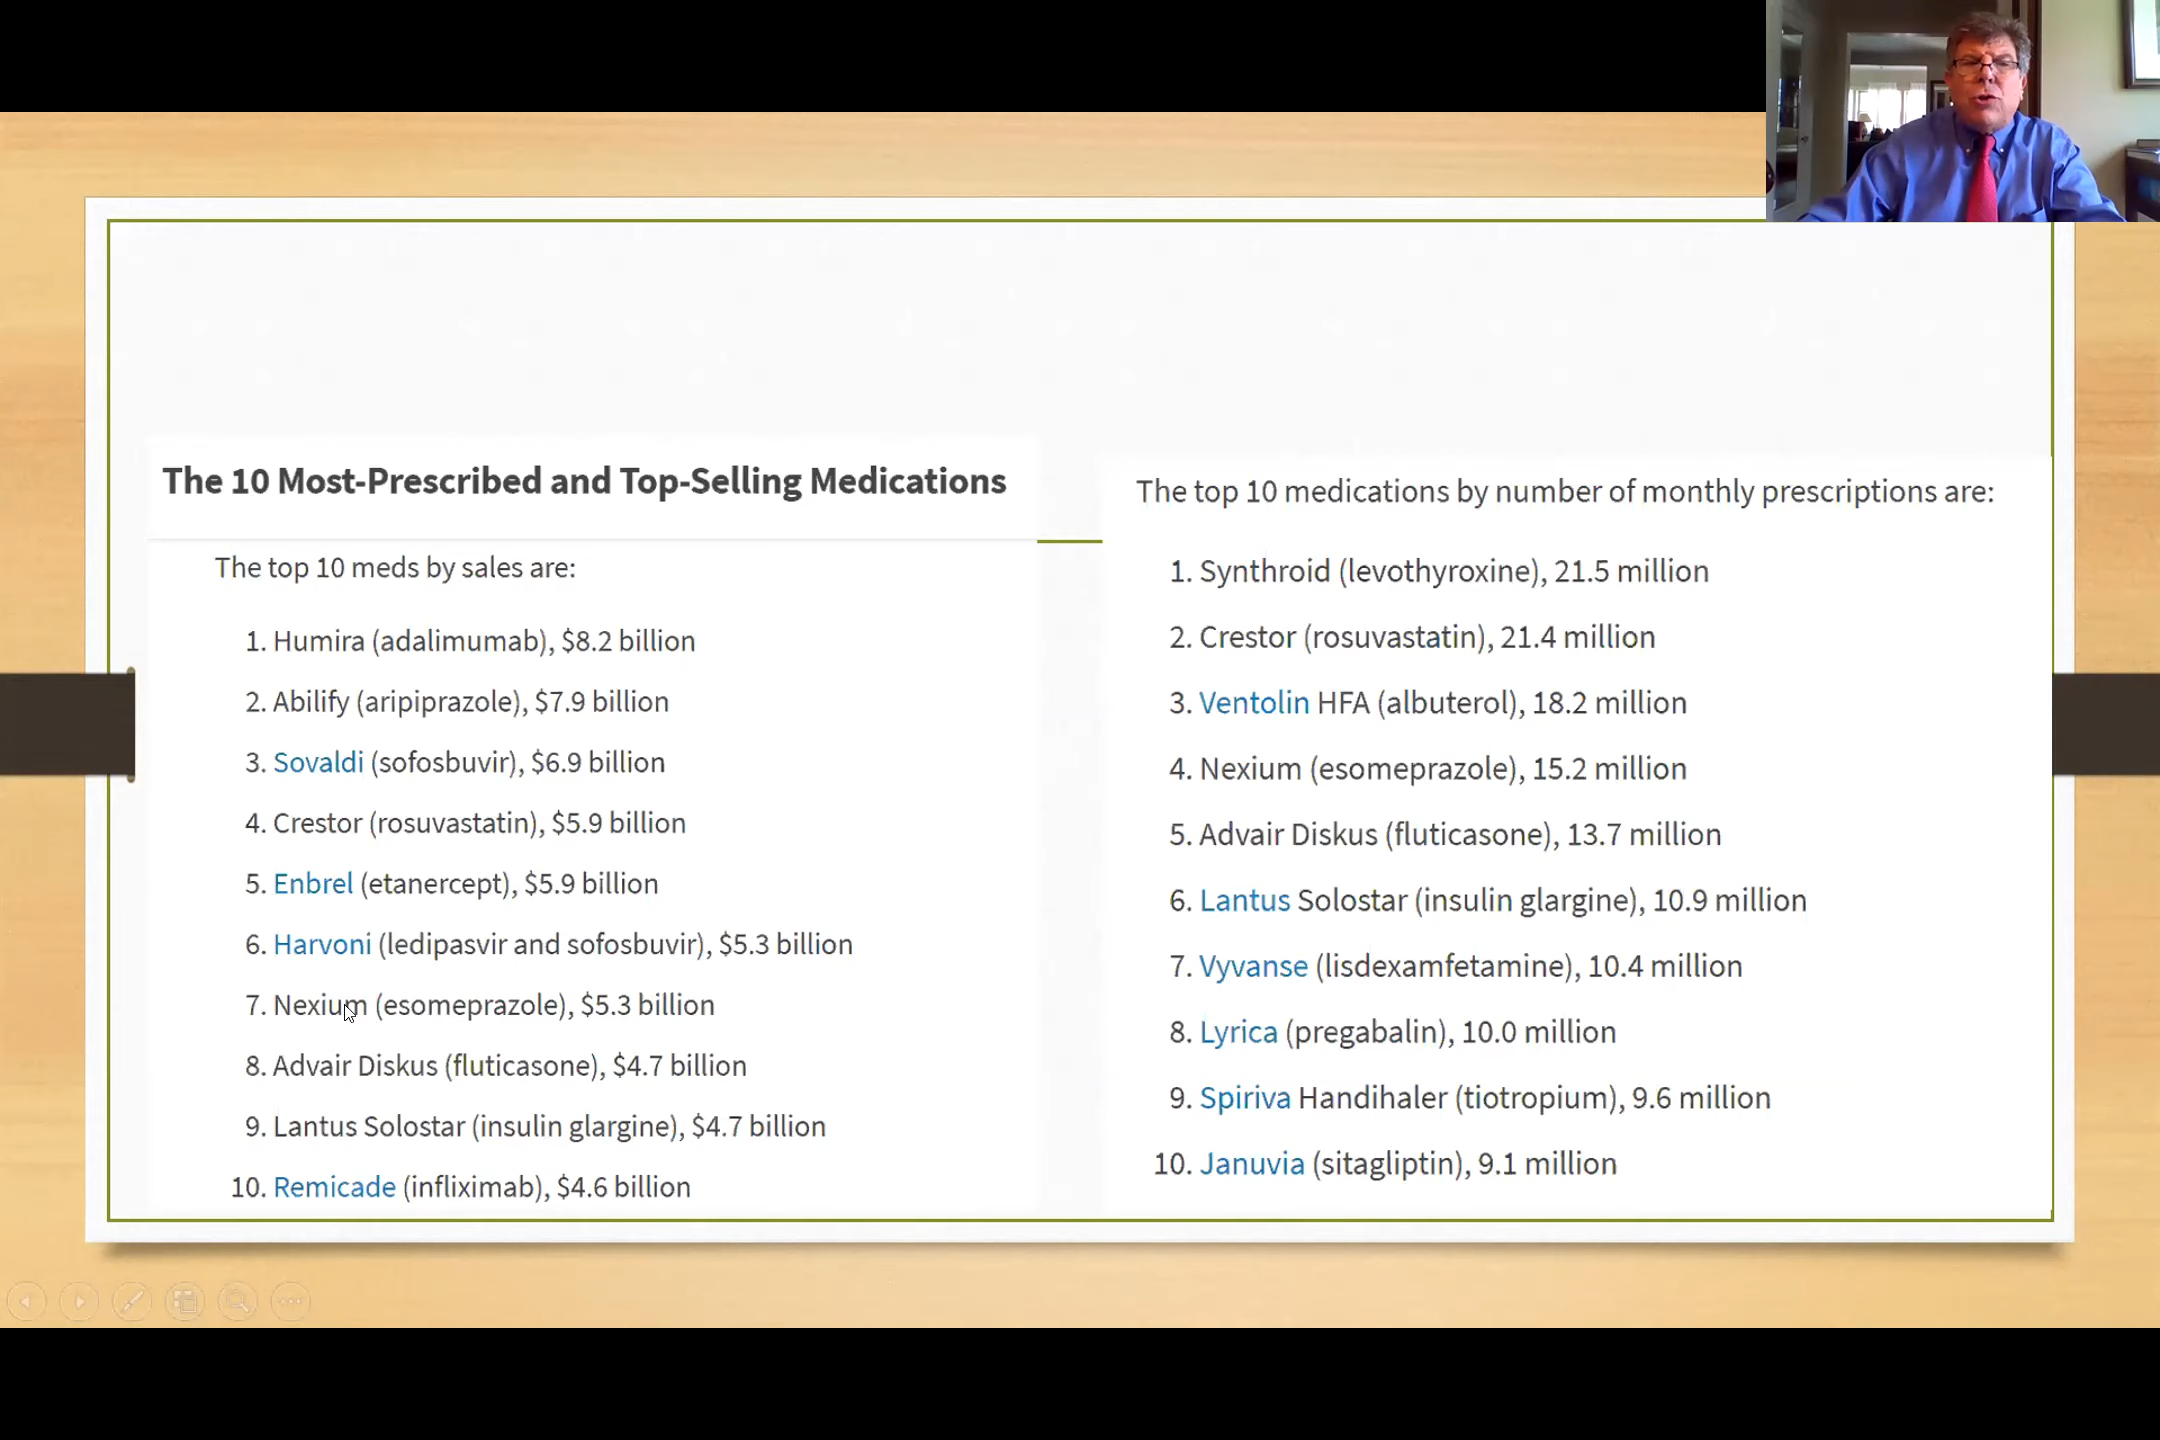 The 10 Most-Prescribed and Top-Selling Medications
The top 10 meds by sales are:
1. Humira (adalimumab), $8.2 billion
2. Abilify (aripiprazole), $7.9 billion
3. Sovaldi (sofosbuvir), $6.9 billion
4. Crestor (rosuvastatin), $5.9 billion
5. Enbrel (etanercept), $5.9 billion
6. Harvoni (ledipasvir and sofosbuvir), $5.3 billion
7. Nexium (esomeprazole), $5.3 billion
8. Advair Diskus (fluticasone), $4.7 billion
9. Lantus Solostar (insulin glargine), $4.7 billion
10. Remicade (infliximab), $4.6 billion
The top 10 medications by number of monthly prescriptions are:
1. Synthroid (levothyroxine), 21.5 million
2. Crestor (rosuvastatin), 21.4 million
3. Ventolin HFA (albuterol), 18.2 million
4. Nexium (esomeprazole), 15.2 million
5. Advair Diskus (fluticasone), 13.7 million
6. Lantus Solostar (insulin glargine), 10.9 million
7. Vyvanse (lisdexamfetamine), 10.4 million
8. Lyrica (pregabalin), 10.0 million
9. Spiriva Handihaler (tiotropium), 9.6 million
10. Januvia (sitagliptin), 9.1 million